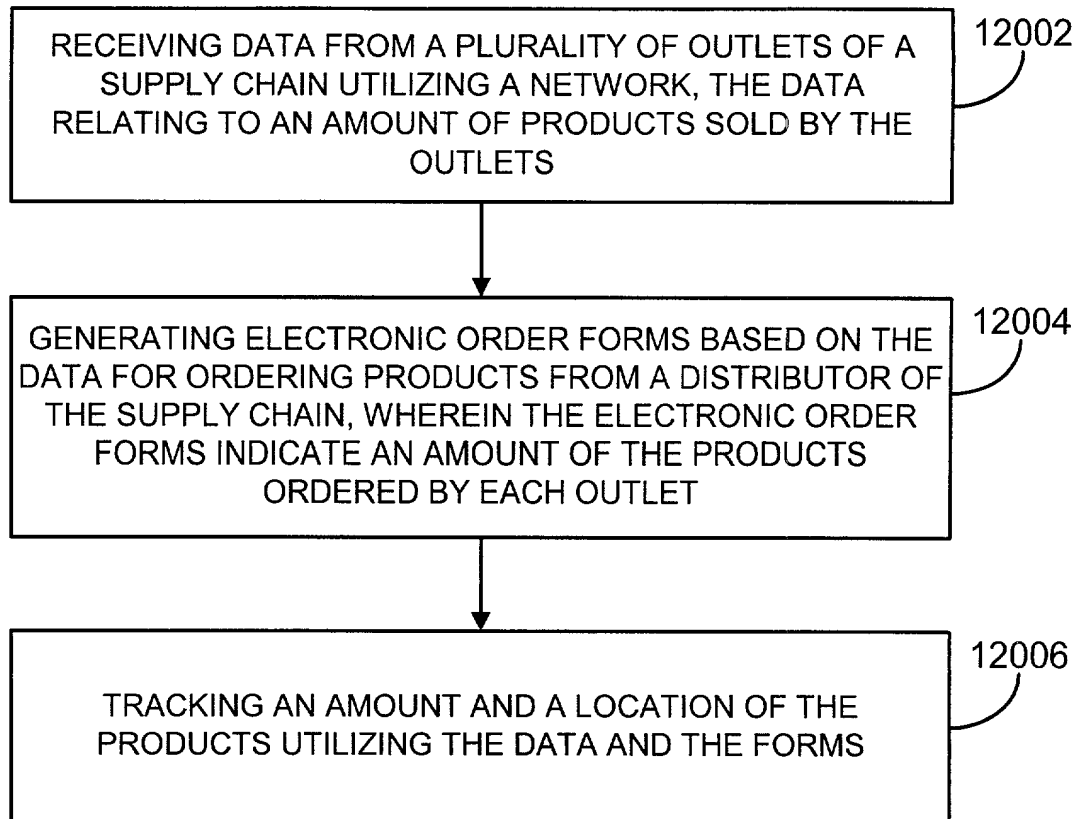 RECEIVING DATA FROM A PLURALITY OF OUTLETS OF A
SUPPLY CHAIN UTILIZING A NETWORK, THE DATA
RELATING TO AN AMOUNT OF PRODUCTS SOLD BY THE
OUTLETS
12002
GENERATING ELECTRONIC ORDER FORMS BASED ON THE
DATA FOR ORDERING PRODUCTS FROM A DISTRIBUTOR OF
THE SUPPLY CHAIN, WHEREIN THE ELECTRONIC ORDER
FORMS INDICATE AN AMOUNT OF THE PRODUCTS
ORDERED BY EACH OUTLET
12004
TRACKING AN AMOUNT AND A LOCATION OF THE
PRODUCTS UTILIZING THE DATA AND THE FORMS
12006